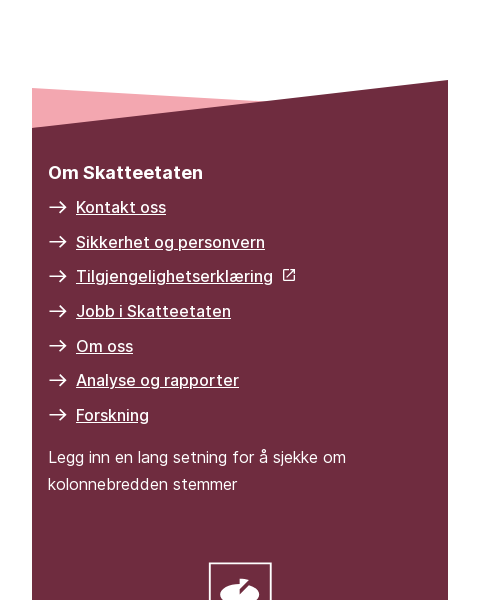 Om Skatteetaten
Kontakt oss
Sikkerhet og personvern
Tilgjengelighetserklæring
Jobb i Skatteetaten
Om oss
Analyse og rapporter
Forskning
Legg inn en lang setning for å sjekke om
kolonnebredden stemmer